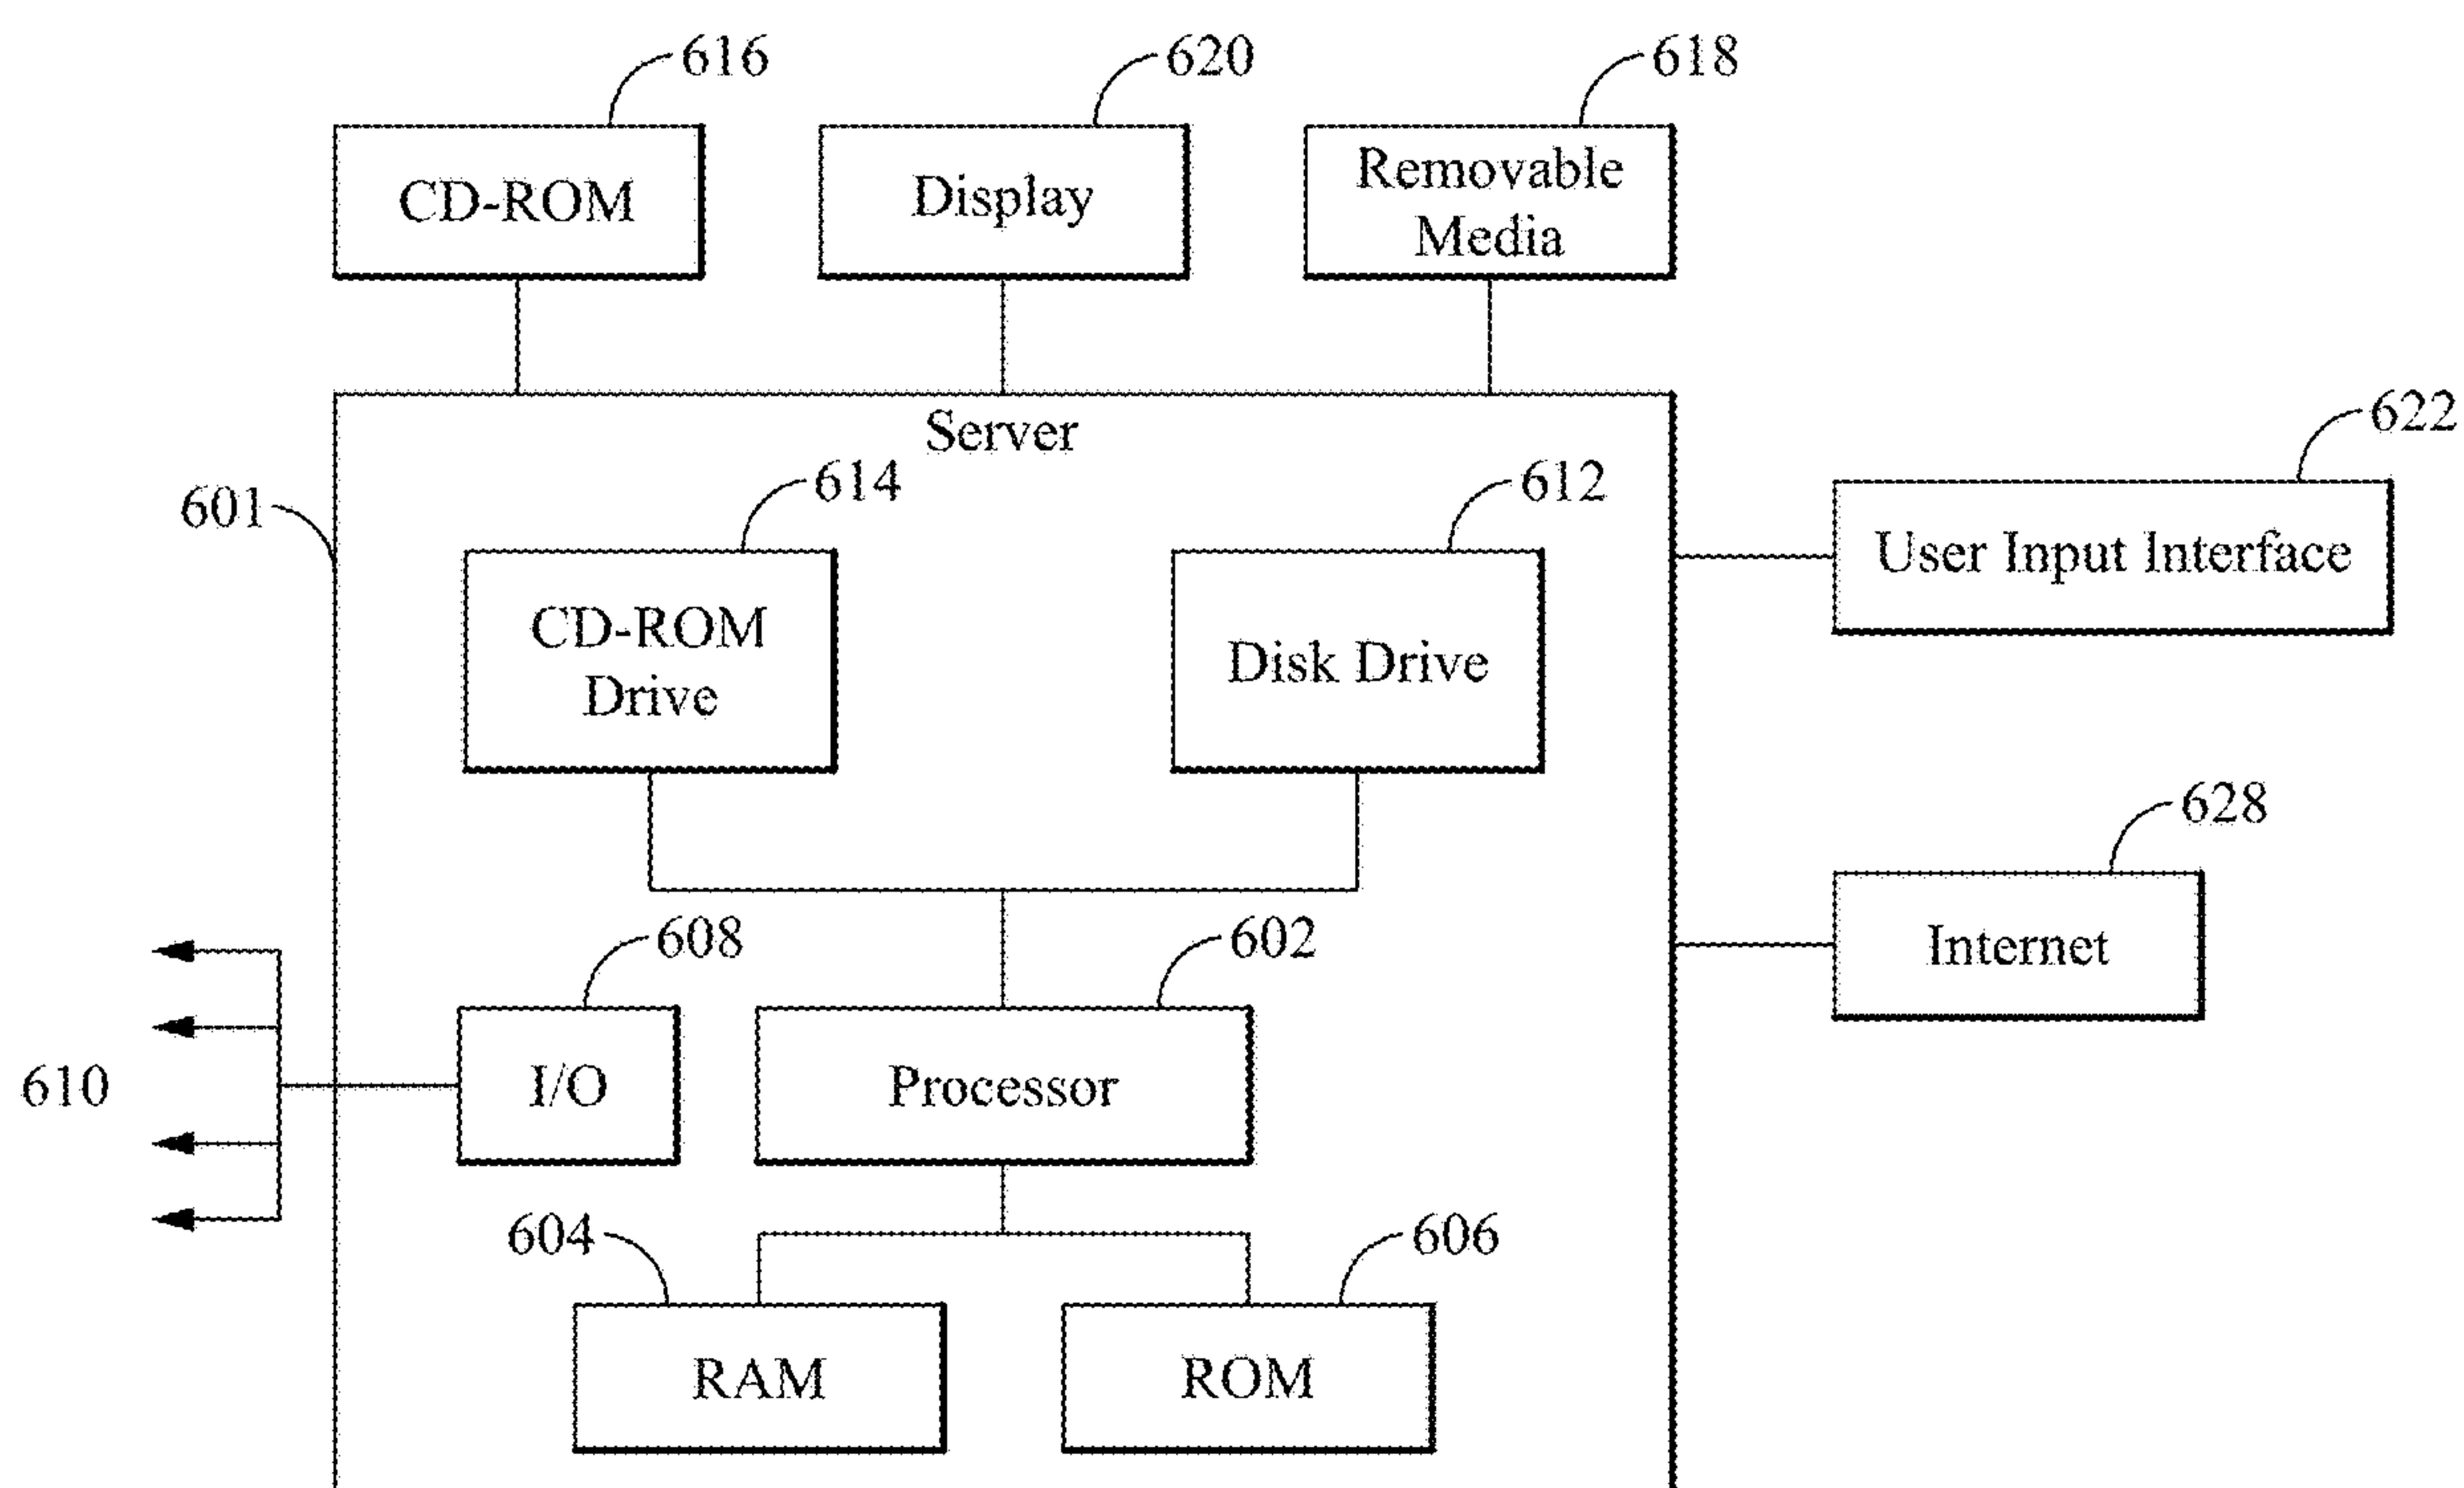 616
620
618
CD-ROM
Display
Removable
Media
Server
622
601
614
612
User Input Interface
CD-ROM
Drive
Disk Drive
628
608
602
Internet
610
I/O
Processor
604
606
RAM
ROM